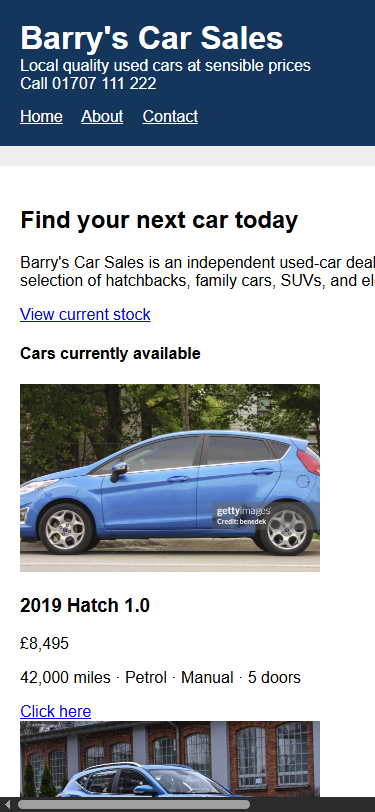 Barry's Car Sales
Local quality used cars at sensible prices
Call 01707 111 222
Home About Contact
Find your next car today
Barry's Car Sales is an independent used-car deal
selection of hatchbacks, family cars, SUVs, and el
View current stock
Cars currently available
gettyimages
Credit: benedek
2019 Hatch 1.0
£8,495
42,000 miles · Petrol · Manual · 5 doors
Click here